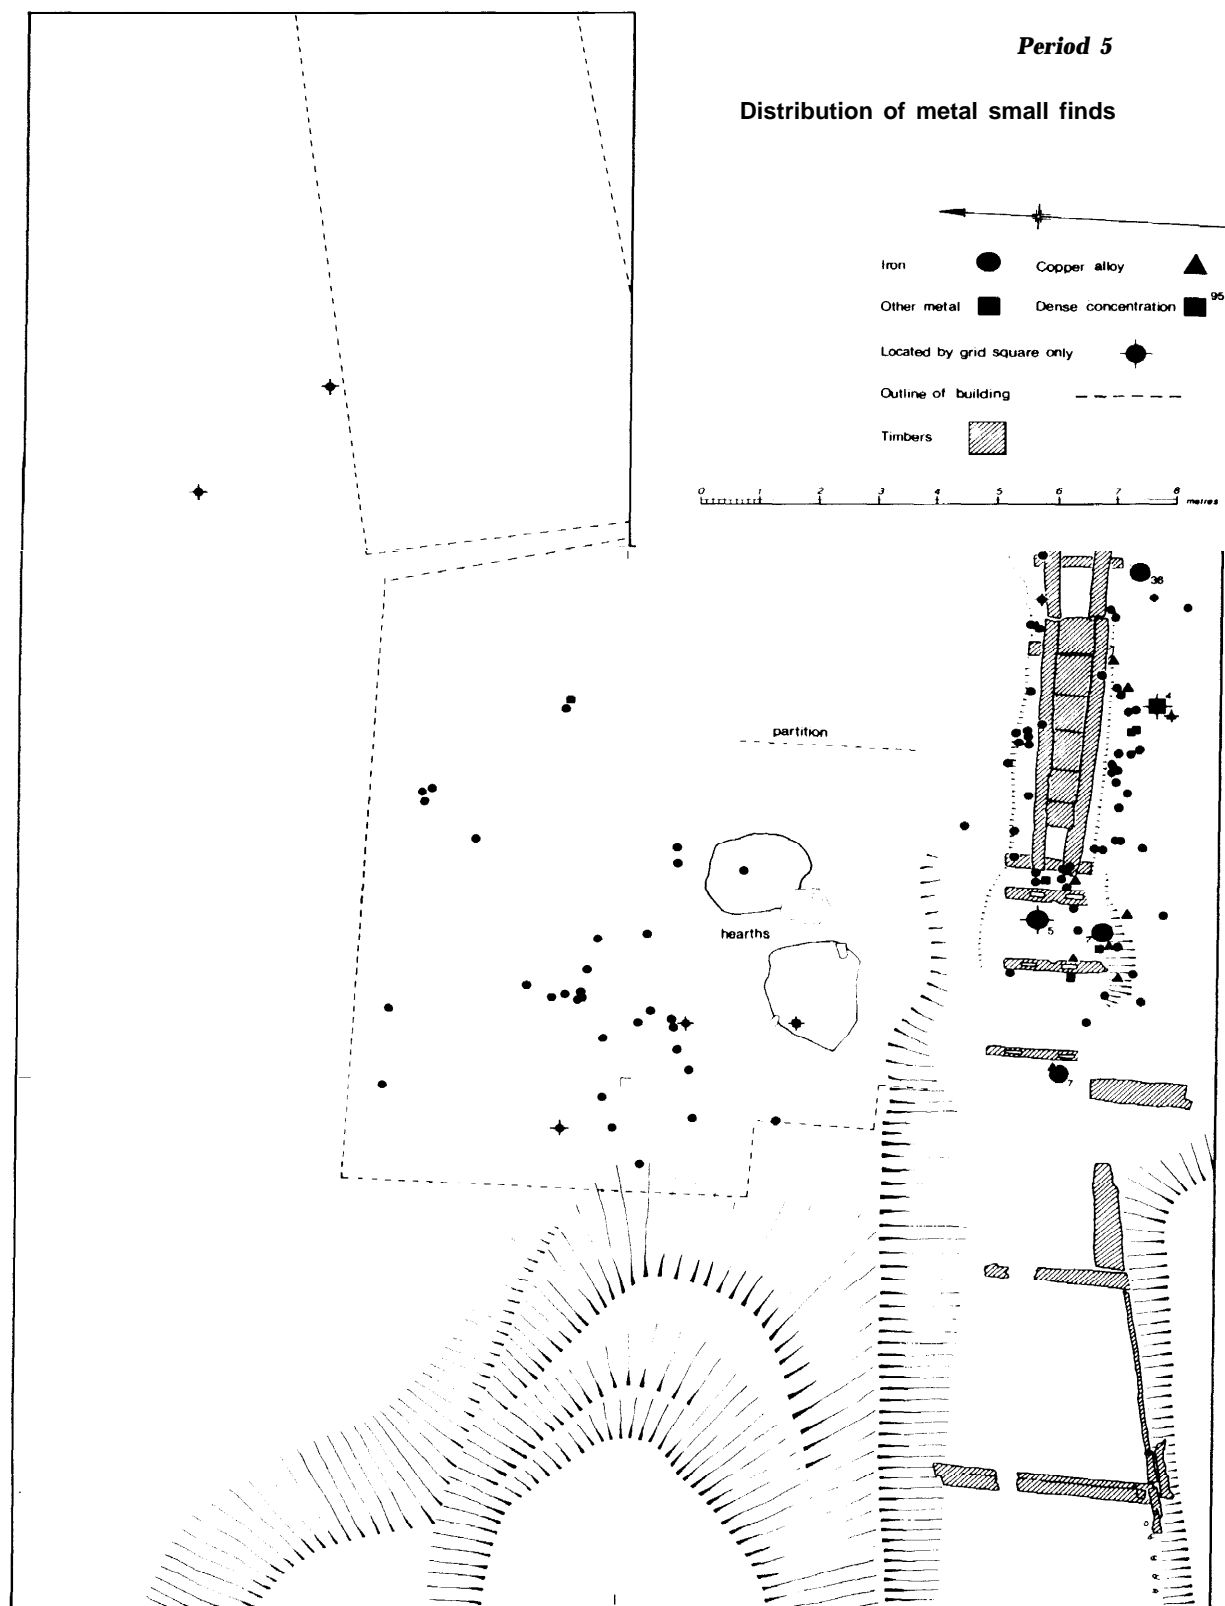 Period 5
Distribution of metal small finds
Iron
Copper alloy
Other metal
Dense concentration 95
Located by grid square only
Outline of building
Timbers
0 1 2 3 4 5 6 7 8 metres
36
4
partition
hearths
5
7
7